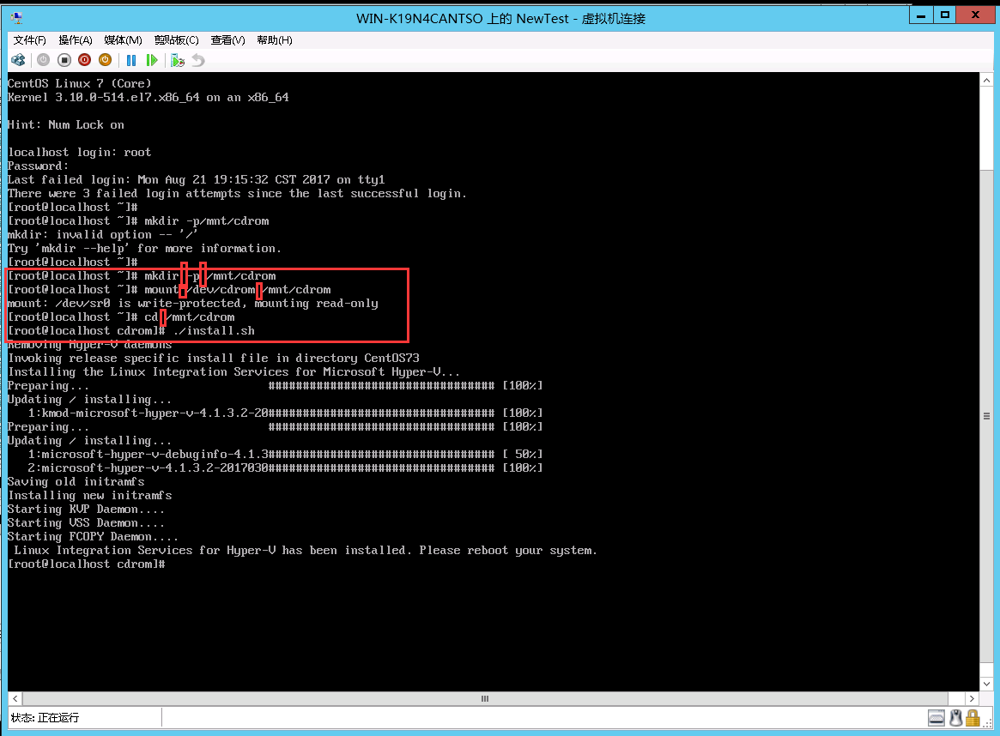 WIN-K19N4CANTSO 上的 NewTest - 虚拟机连接
文件(F) 操作(A) 媒体(M) 剪贴板(C) 查看(V) 帮助(H)
CentOS Linux 7 (Core)
Kernel 3.10.0-514.el7.x86_64 on an x86_64
Hint: Num Lock on
localhost login: root
Password:
Last failed login: Mon Aug 21 19:15:32 CST 2017 on tty1
There were 3 failed login attempts since the last successful login.
[root@localhost ~]#
[root@localhost ~]# mkdir -p/mnt/cdrom
mkdir: invalid option -- '/'
Try 'mkdir --help' for more information.
[root@localhost ~]#
[root@localhost ~]# mkdir -p /mnt/cdrom
[root@localhost ~]# mount /dev/cdrom /mnt/cdrom
mount: /dev/sr0 is write-protected, mounting read-only
[root@localhost ~]# cd /mnt/cdrom
[root@localhost cdrom]# ./install.sh
Removing Hyper-V daemons
Invoking release specific install file in directory CentOS73
Installing the Linux Integration Services for Microsoft Hyper-V...
Preparing... ################################# [100%]
Updating / installing...
1:kmod-microsoft-hyper-v-4.1.3.2-20################################# [100%]
Preparing... ################################# [100%]
Updating / installing...
1:microsoft-hyper-v-debuginfo-4.1.3################################# [ 50%]
2:microsoft-hyper-v-4.1.3.2-2017030################################# [100%]
Saving old initramfs
Installing new initramfs
Starting KVP Daemon....
Starting VSS Daemon....
Starting FCOPY Daemon....
Linux Integration Services for Hyper-V has been installed. Please reboot your system.
[root@localhost cdrom]#
状态: 正在运行